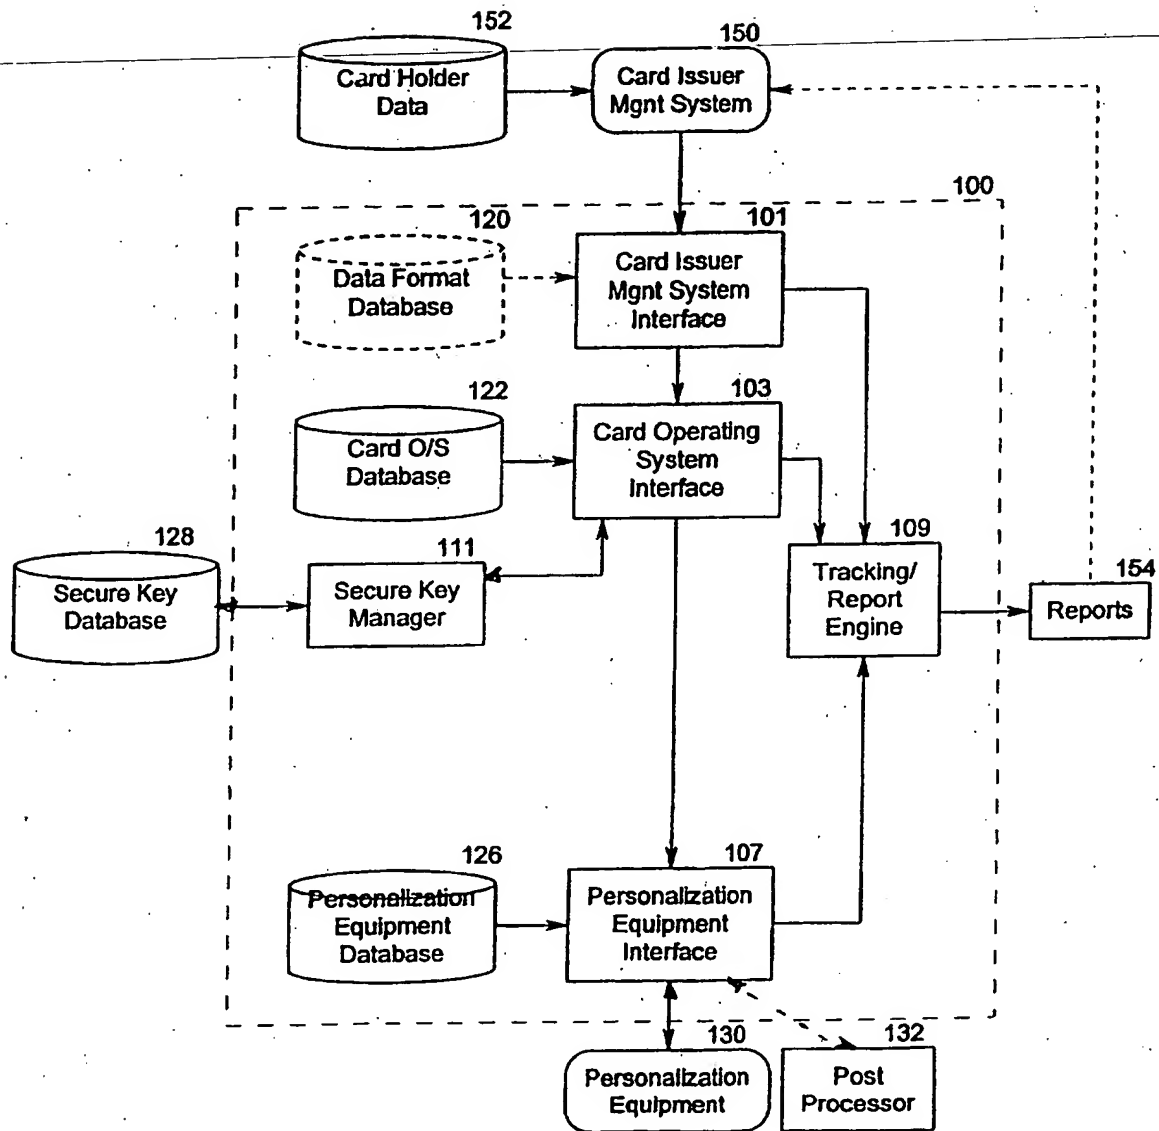 152
Card Holder
Data
150
Card Issuer
Mgnt System
100
120
Data Format
Database
101
Card Issuer
Mgnt System
Interface
122
Card O/S
Database
103
Card Operating
System
Interface
128
Secure Key
Database
111
Secure Key
Manager
109
Tracking/
Report
Engine
154
Reports
126
Personalization
Equipment
Database
107
Personalization
Equipment
Interface
130
Personalization
Equipment
132
Post
Processor